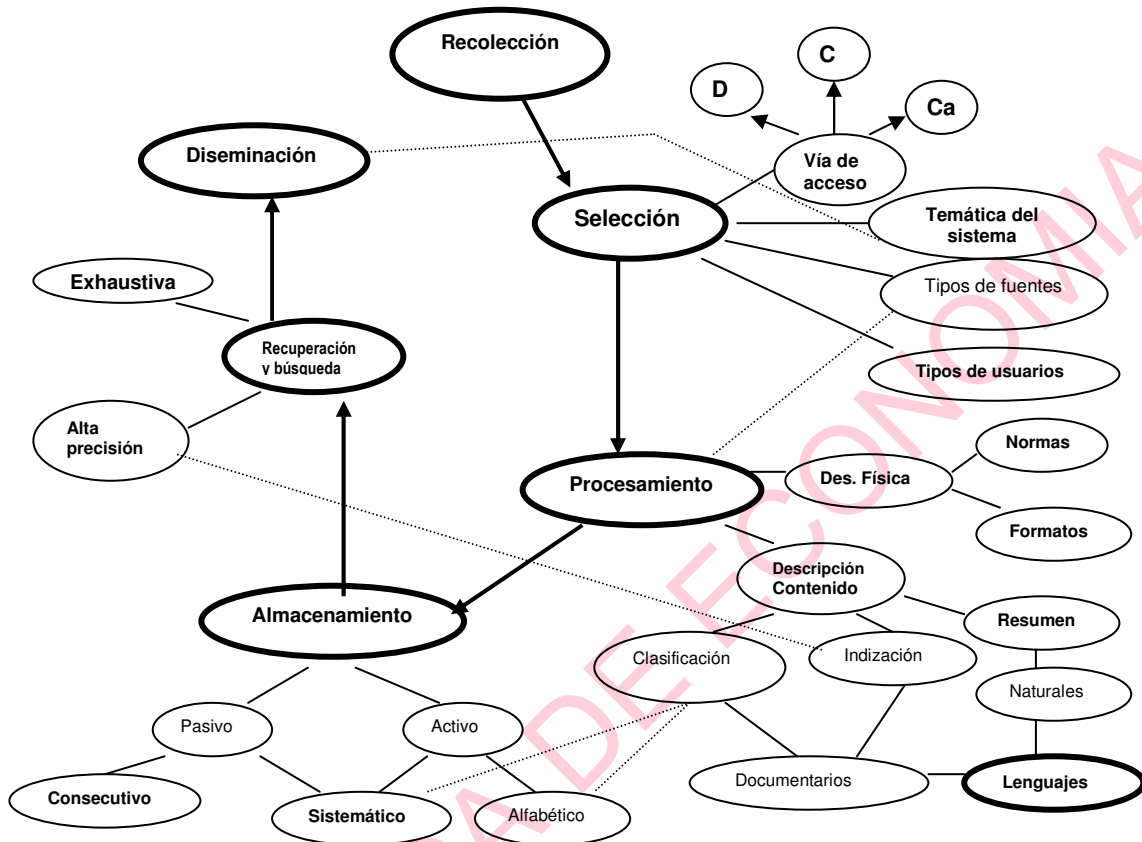 Recolección
C
D
Ca
Diseminación
Vía de
acceso
Selección
Temática del
sistema
Exhaustiva
Tipos de fuentes
Recuperación
y búsqueda
Tipos de usuarios
Alta
precisión
Normas
Procesamiento
Des. Física
Formatos
Descripción
Contenido
Almacenamiento
Resumen
Clasificación
Indización
Naturales
Pasivo
Activo
Documentarios
Lenguajes
Consecutivo
Sistemático
Alfabético
DE ECONOMIA